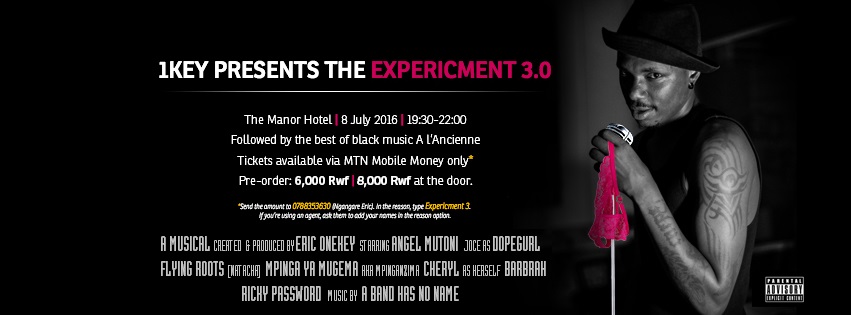 1KEY PRESENTS THE EXPERICMENT 3.0
The Manor Hotel | 8 July 2016 | 19:30-22:00
Followed by the best of black music A l'Ancienne
Tickets available via MTN Mobile Money only*
Pre-order: 6,000 Rwf | 8,000 Rwf at the door.
*Send the amount to 0788353630 (Ngangare Eric). In the reason, type Expericment 3.
If you're using an agent, ask them to add your names in the reason option.
A MUSICAL CREATED & PRODUCED BY ERIC ONEKEY STARRING ANGEL MUTONI JOCE AS DOPEGURL
FLYING ROOTS [NATACHA] MPINGA YA MUGEMA AKA MPINGANZIMA CHERYL AS HERSELF BARBRAH
RICKY PASSWORD MUSIC BY A BAND HAS NO NAME
PARENTAL
ADVISORY
EXPLICIT CONTENT